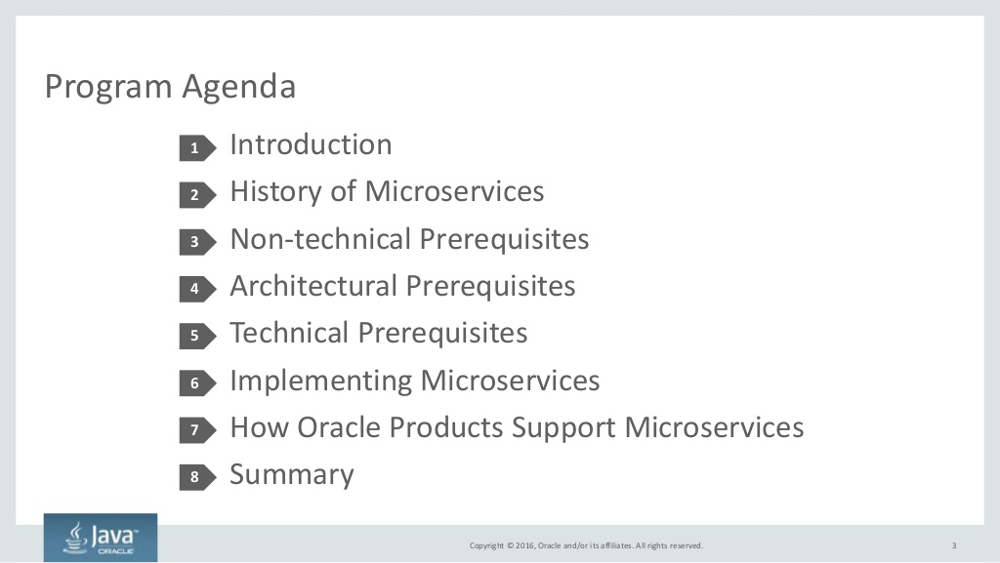 Program Agenda
1 Introduction
2 History of Microservices
3 Non-technical Prerequisites
4 Architectural Prerequisites
5 Technical Prerequisites
6 Implementing Microservices
7 How Oracle Products Support Microservices
8 Summary
Java™
ORACLE
Copyright © 2016, Oracle and/or its affiliates. All rights reserved.
3